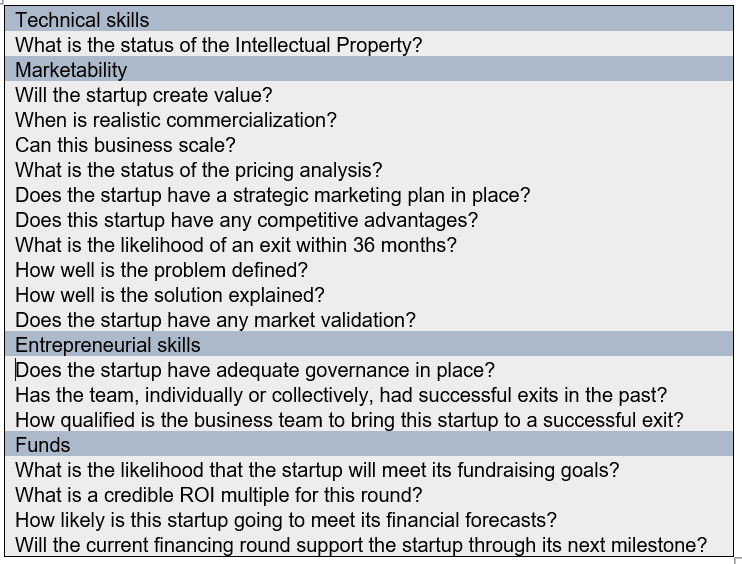 Technical skills
What is the status of the Intellectual Property?
Marketability
Will the startup create value?
When is realistic commercialization?
Can this business scale?
What is the status of the pricing analysis?
Does the startup have a strategic marketing plan in place?
Does this startup have any competitive advantages?
What is the likelihood of an exit within 36 months?
How well is the problem defined?
How well is the solution explained?
Does the startup have any market validation?
Entrepreneurial skills
Does the startup have adequate governance in place?
Has the team, individually or collectively, had successful exits in the past?
How qualified is the business team to bring this startup to a successful exit?
Funds
What is the likelihood that the startup will meet its fundraising goals?
What is a credible ROI multiple for this round?
How likely is this startup going to meet its financial forecasts?
Will the current financing round support the startup through its next milestone?